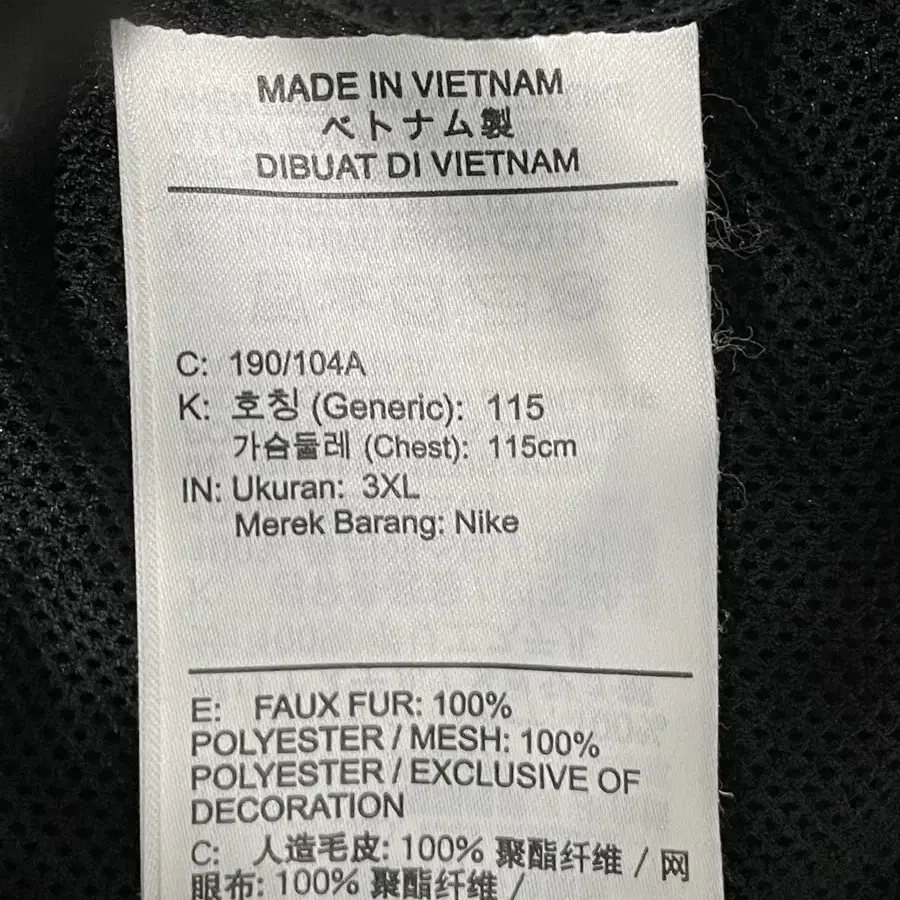 MADE IN VIETNAM
ベトナム製
DIBUAT DI VIETNAM
C: 190/104A
K: 호칭 (Generic): 115
가슴둘레 (Chest): 115cm
IN: Ukuran: 3XL
Merek Barang: Nike
E: FAUX FUR: 100%
POLYESTER / MESH: 100%
POLYESTER / EXCLUSIVE OF
DECORATION
C: 人造毛皮: 100% 聚酯纤维 / 网
眼布: 100% 聚酯纤维 /